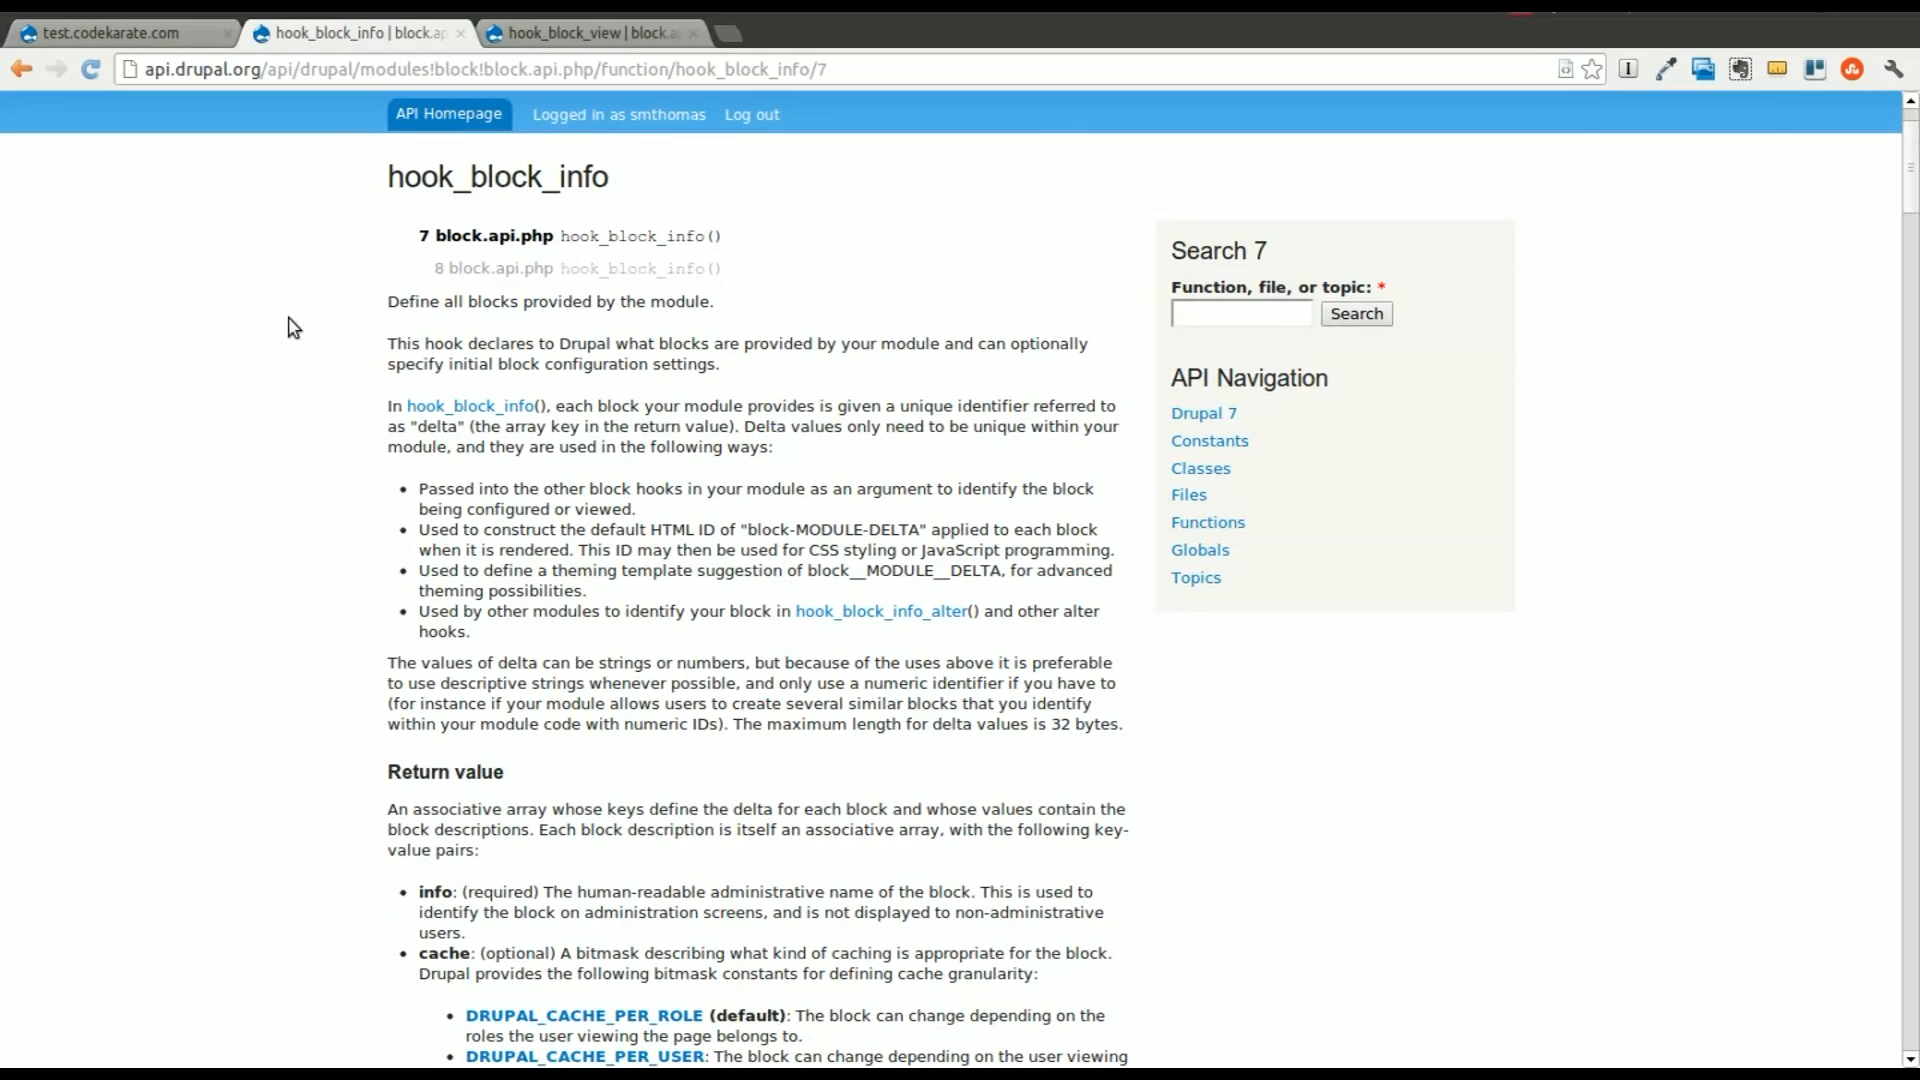 test.codekarate.com
hook_block_info | block.ap
hook_block_view | block.a
api.drupal.org/api/drupal/modules!block!block.api.php/function/hook_block_info/7
API Homepage
Logged in as smthomas
Log out
hook_block_info
7 block.api.php hook_block_info()
8 block.api.php hook_block_info()
Define all blocks provided by the module.
This hook declares to Drupal what blocks are provided by your module and can optionally
specify initial block configuration settings.
In hook_block_info(), each block your module provides is given a unique identifier referred to
as "delta" (the array key in the return value). Delta values only need to be unique within your
module, and they are used in the following ways:
• Passed into the other block hooks in your module as an argument to identify the block
being configured or viewed.
• Used to construct the default HTML ID of "block-MODULE-DELTA" applied to each block
when it is rendered. This ID may then be used for CSS styling or JavaScript programming.
• Used to define a theming template suggestion of block__MODULE__DELTA, for advanced
theming possibilities.
• Used by other modules to identify your block in hook_block_info_alter() and other alter
hooks.
The values of delta can be strings or numbers, but because of the uses above it is preferable
to use descriptive strings whenever possible, and only use a numeric identifier if you have to
(for instance if your module allows users to create several similar blocks that you identify
within your module code with numeric IDs). The maximum length for delta values is 32 bytes.
Return value
An associative array whose keys define the delta for each block and whose values contain the
block descriptions. Each block description is itself an associative array, with the following key-
value pairs:
• info: (required) The human-readable administrative name of the block. This is used to
identify the block on administration screens, and is not displayed to non-administrative
users.
• cache: (optional) A bitmask describing what kind of caching is appropriate for the block.
Drupal provides the following bitmask constants for defining cache granularity:
• DRUPAL_CACHE_PER_ROLE (default): The block can change depending on the
roles the user viewing the page belongs to.
• DRUPAL_CACHE_PER_USER: The block can change depending on the user viewing
Search 7
Function, file, or topic: *
Search
API Navigation
Drupal 7
Constants
Classes
Files
Functions
Globals
Topics